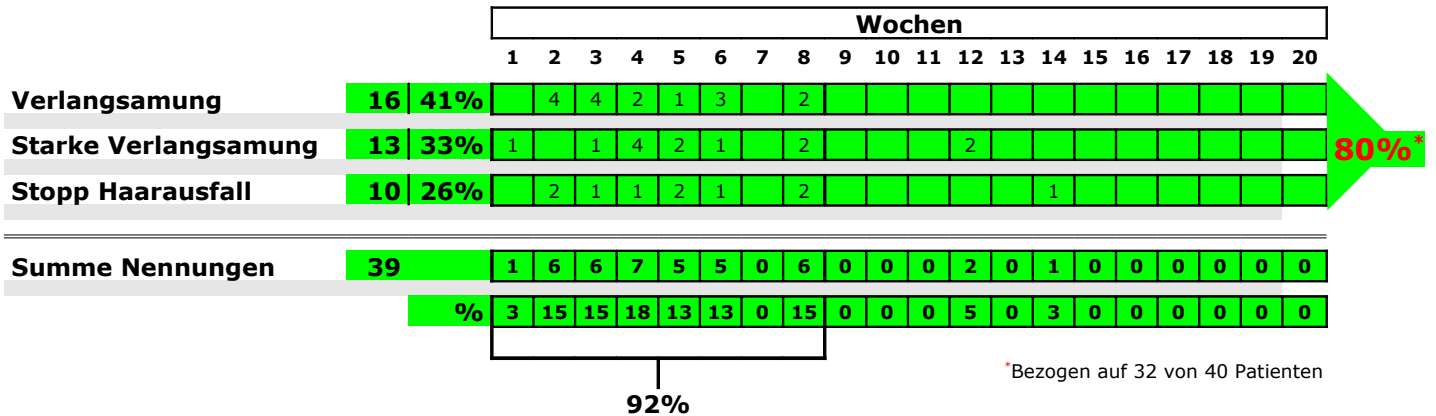 Wochen
1 2 3 4 5 6 7 8 9 10 11 12 13 14 15 16 17 18 19 20
Verlangsamung 16 41% 4 4 2 1 3 2
Starke Verlangsamung 13 33% 1 1 4 2 1 2 2
80%*
Stopp Haarausfall 10 26% 2 1 1 2 1 2 1
Summe Nennungen 39 1 6 6 7 5 5 0 6 0 0 0 2 0 1 0 0 0 0 0 0
% 3 15 15 18 13 13 0 15 0 0 0 5 0 3 0 0 0 0 0 0
*Bezogen auf 32 von 40 Patienten
92%